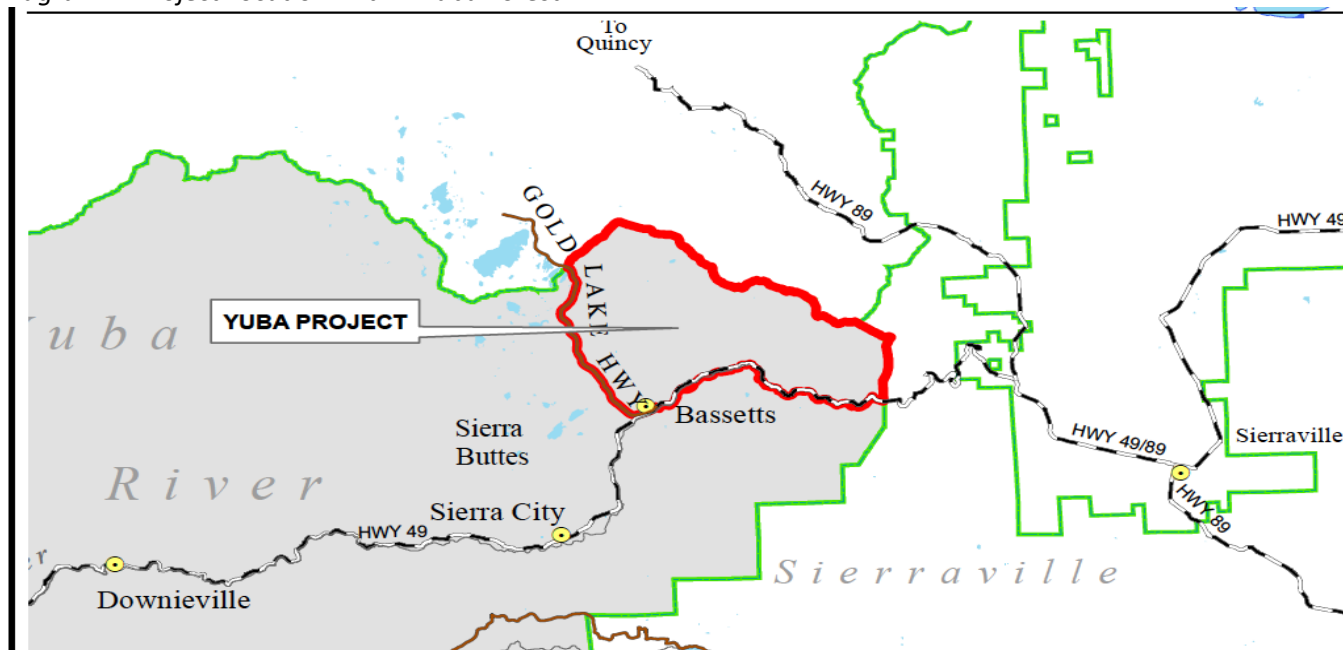 To
Quincy
HWY 89
HWY 49
GOLD LAKE HWY
YUBA PROJECT
Bassetts
Sierra
Buttes
HWY 49/89
Sierraville
River
Sierra City
HWY 49
HWY 89
Sierraville
Downieville